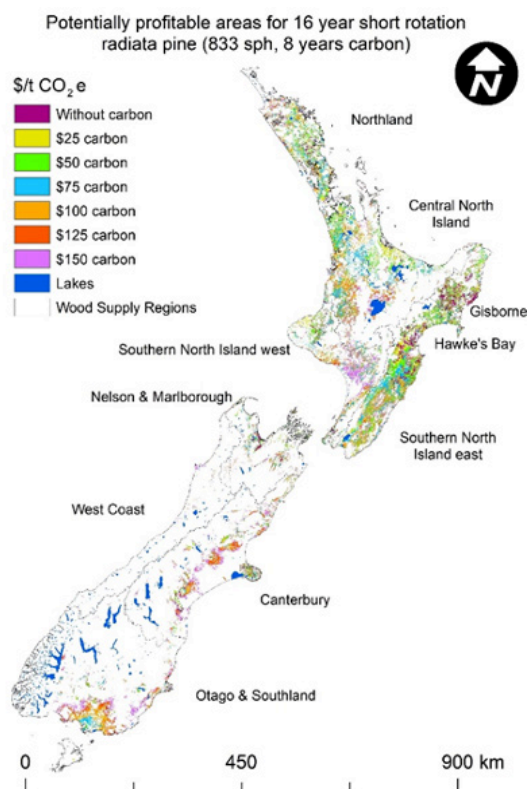 Potentially profitable areas for 16 year short rotation
radiata pine (833 sph, 8 years carbon)
$/t CO₂e
Without carbon
$25 carbon
$50 carbon
$75 carbon
$100 carbon
$125 carbon
$150 carbon
Lakes
Wood Supply Regions
N
Northland
Central North
Island
Gisborne
Hawke's Bay
Southern North Island west
Nelson & Marlborough
Southern North
Island east
West Coast
Canterbury
Otago & Southland
0 450 900 km